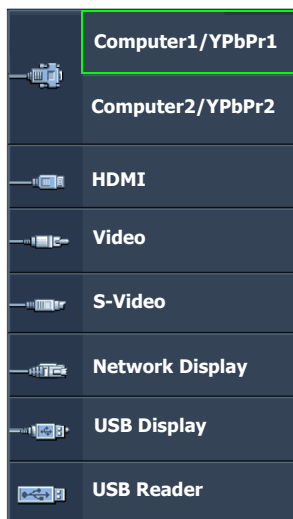 Computer1/YPbPr1
Computer2/YPbPr2
HDMI
Video
S-Video
Network Display
USB Display
USB Reader